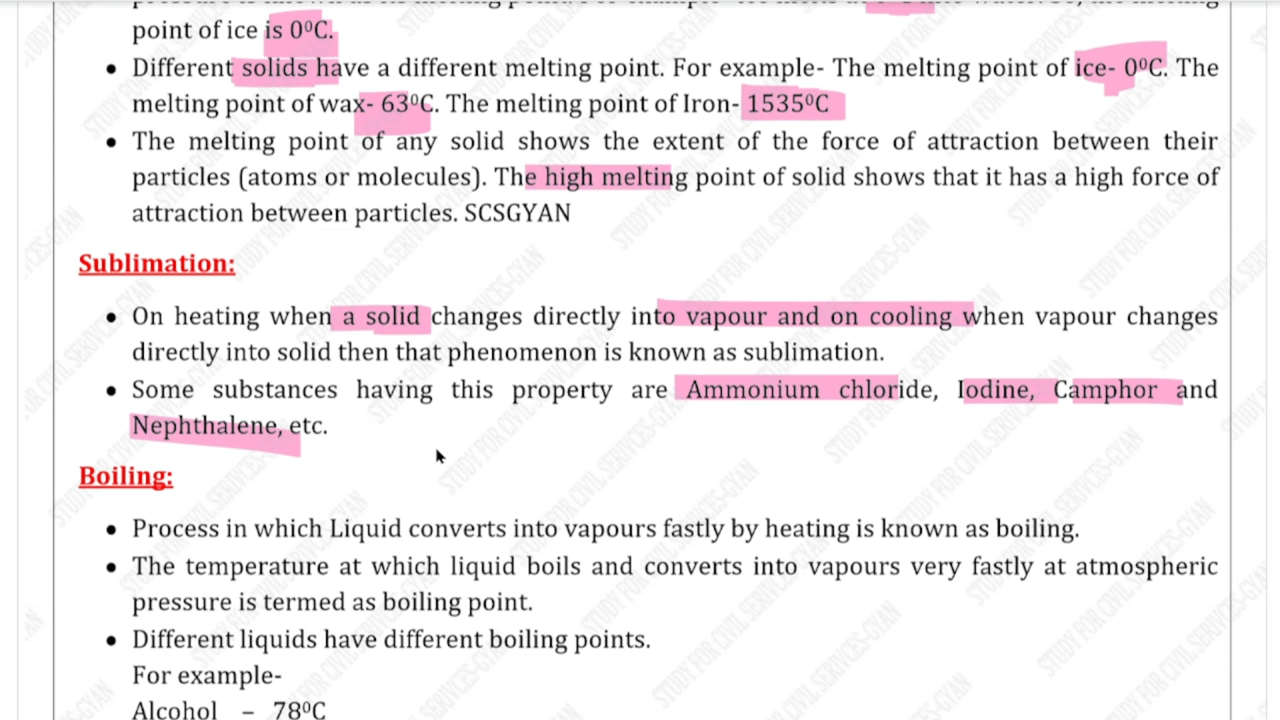 point of ice is 0⁰C.
• Different solids have a different melting point. For example- The melting point of ice- 0⁰C. The
melting point of wax- 63⁰C. The melting point of Iron- 1535⁰C
• The melting point of any solid shows the extent of the force of attraction between their
particles (atoms or molecules). The high melting point of solid shows that it has a high force of
attraction between particles. SCSGYAN
Sublimation:
• On heating when a solid changes directly into vapour and on cooling when vapour changes
directly into solid then that phenomenon is known as sublimation.
• Some substances having this property are Ammonium chloride, Iodine, Camphor and
Nephthalene, etc.
Boiling:
• Process in which Liquid converts into vapours fastly by heating is known as boiling.
• The temperature at which liquid boils and converts into vapours very fastly at atmospheric
pressure is termed as boiling point.
• Different liquids have different boiling points.
For example-
Alcohol – 78⁰C